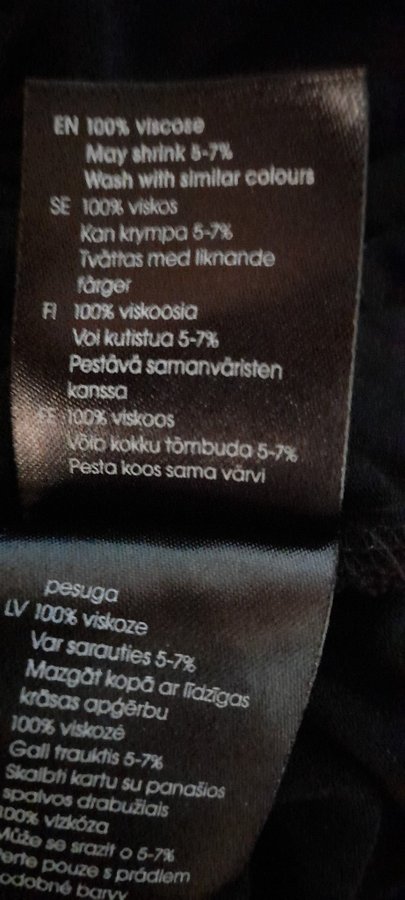 EN 100% viscose
May shrink 5-7%
Wash with similar colours
SE 100% viskos
Kan krympa 5-7%
Tvättas med liknande
färger
FI 100% viskoosia
Voi kutistua 5-7%
Pestävä samanväristen
kanssa
EE 100% viskoos
Võib kokku tõmbuda 5-7%
Pesta koos sama värvi
pesuga
LV 100% viskoze
Var sarauties 5-7%
Mazgāt kopā ar līdzīgas
krāsas apģērbu
100% viskozė
Gali trauktis 5-7%
Skalbti kartu su panašios
spalvos drabužiais
100% vizkóza
Může se srazit o 5-7%
perte pouze s prádlem
podobné barvy